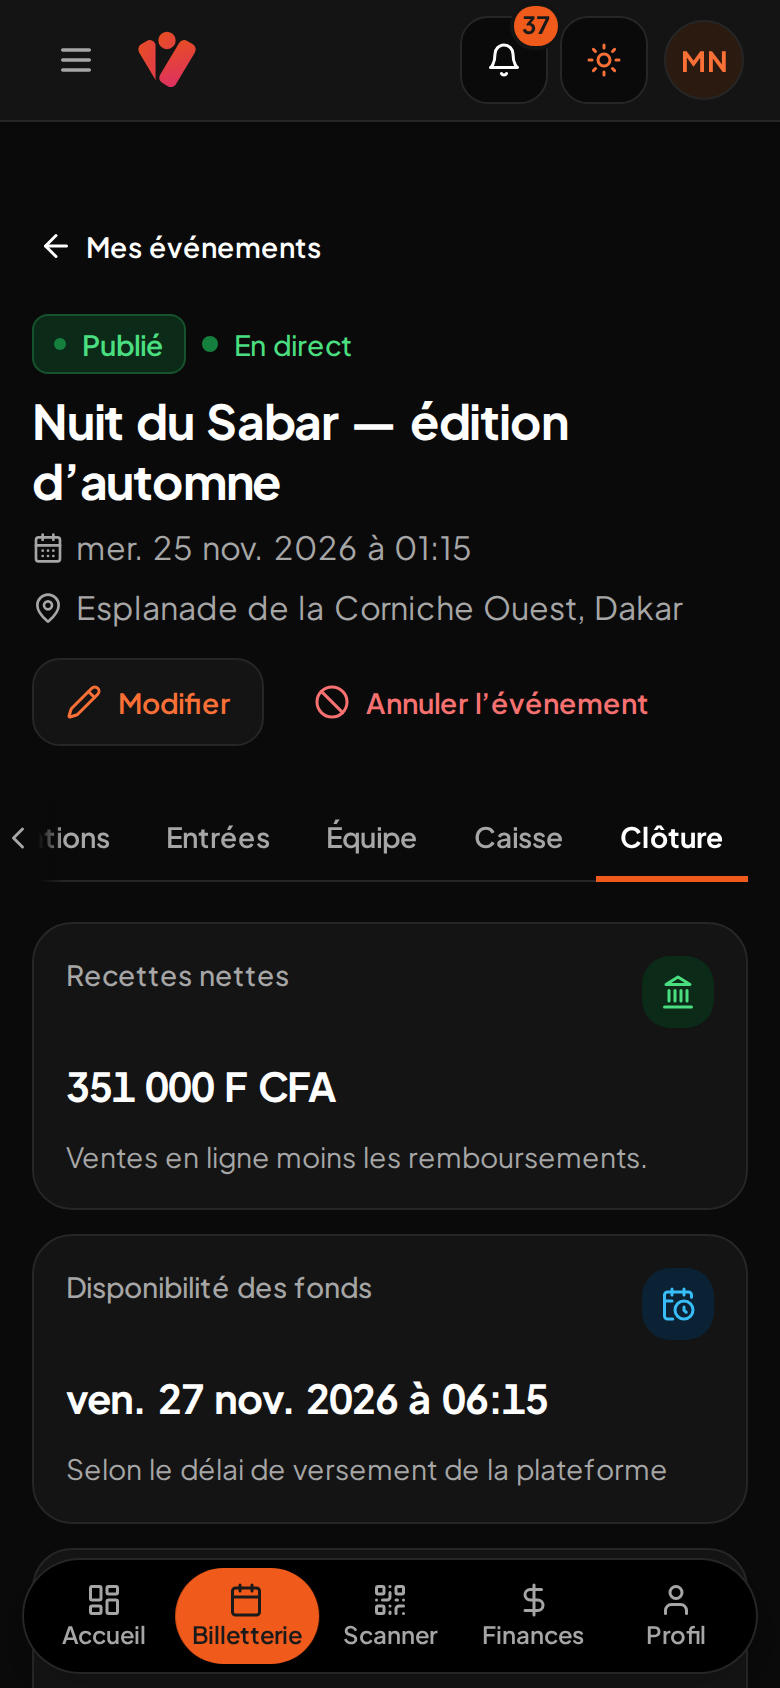 37
MN
Mes événements
Publié
En direct
Nuit du Sabar — édition
d’automne
mer. 25 nov. 2026 à 01:15
Esplanade de la Corniche Ouest, Dakar
Modifier
Annuler l’événement
tions
Entrées
Équipe
Caisse
Clôture
Recettes nettes
351 000 F CFA
Ventes en ligne moins les remboursements.
Disponibilité des fonds
ven. 27 nov. 2026 à 06:15
Selon le délai de versement de la plateforme
Accueil
Billetterie
Scanner
Finances
Profil